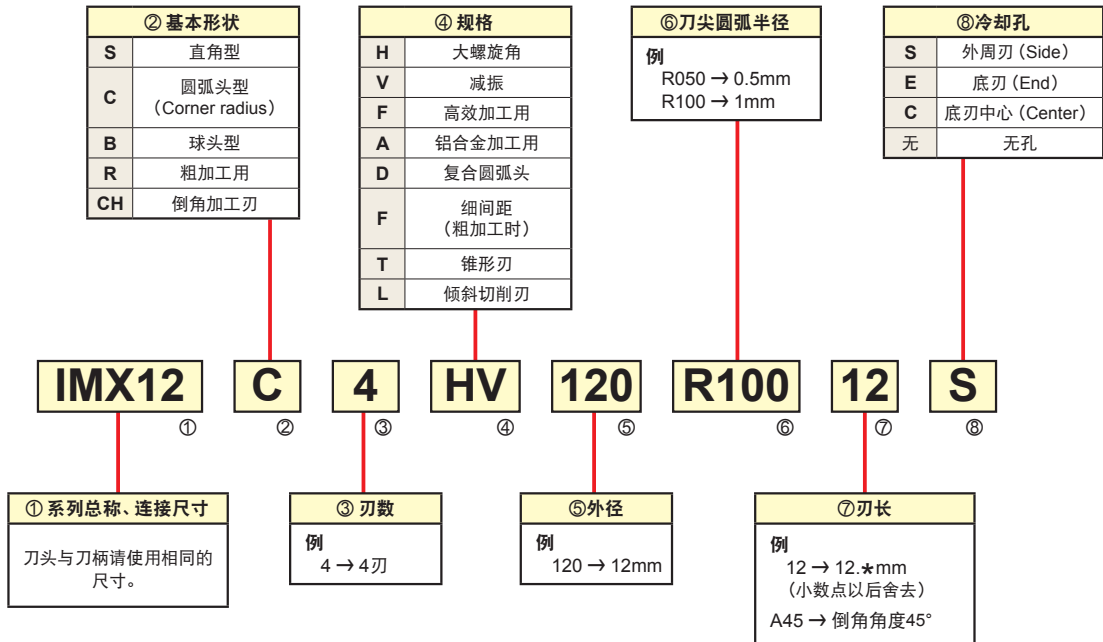 ② 基本形状
S 直角型
C 圆弧头型
（Corner radius）
B 球头型
R 粗加工用
CH 倒角加工刃
④ 规格
H 大螺旋角
V 减振
F 高效加工用
A 铝合金加工用
D 复合圆弧头
F 细间距
（粗加工时）
T 锥形刃
L 倾斜切削刃
⑥刀尖圆弧半径
例
R050 → 0.5mm
R100 → 1mm
⑧冷却孔
S 外周刃（Side）
E 底刃（End）
C 底刃中心（Center）
无 无孔
IMX12 C 4 HV 120 R100 12 S
① ② ③ ④ ⑤ ⑥ ⑦ ⑧
① 系列总称、连接尺寸
刀头与刀柄请使用相同的
尺寸。
③ 刃数
例
4 → 4刃
⑤外径
例
120 → 12mm
⑦刃长
例
12 → 12.★mm
（小数点以后舍去）
A45 → 倒角角度45°